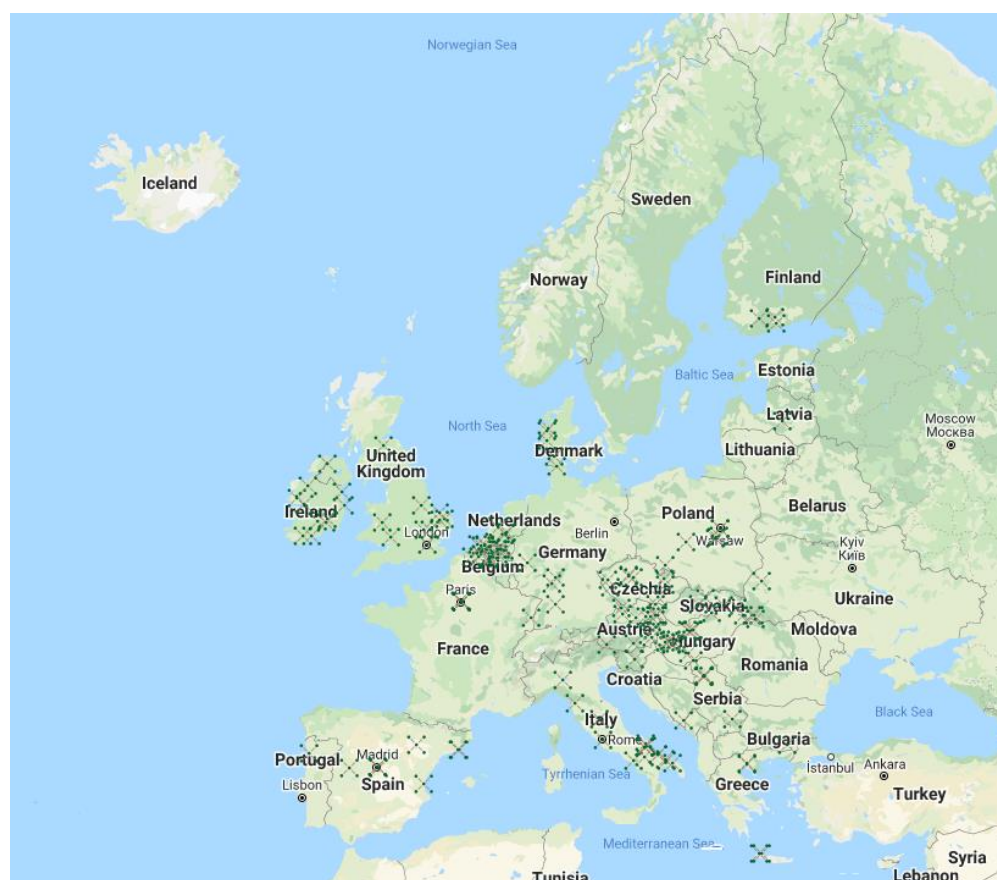 Norwegian Sea
Iceland
Sweden
Norway
Finland
Estonia
Baltic Sea
Latvia
Moscow
Москва
North Sea
Denmark
Lithuania
United
Kingdom
Ireland
Belarus
Netherlands
Poland
Berlin
London
Warsaw
Kyiv
Київ
Germany
Belgium
Czechia
Paris
Ukraine
Slovakia
Austria
Moldova
Hungary
France
Romania
Croatia
Serbia
Black Sea
Italy
Bulgaria
Rome
Portugal
Madrid
İstanbul
Ankara
Tyrrhenian Sea
Lisbon
Spain
Greece
Turkey
Mediterranean Sea
Syria
Lebanon
Tunisia